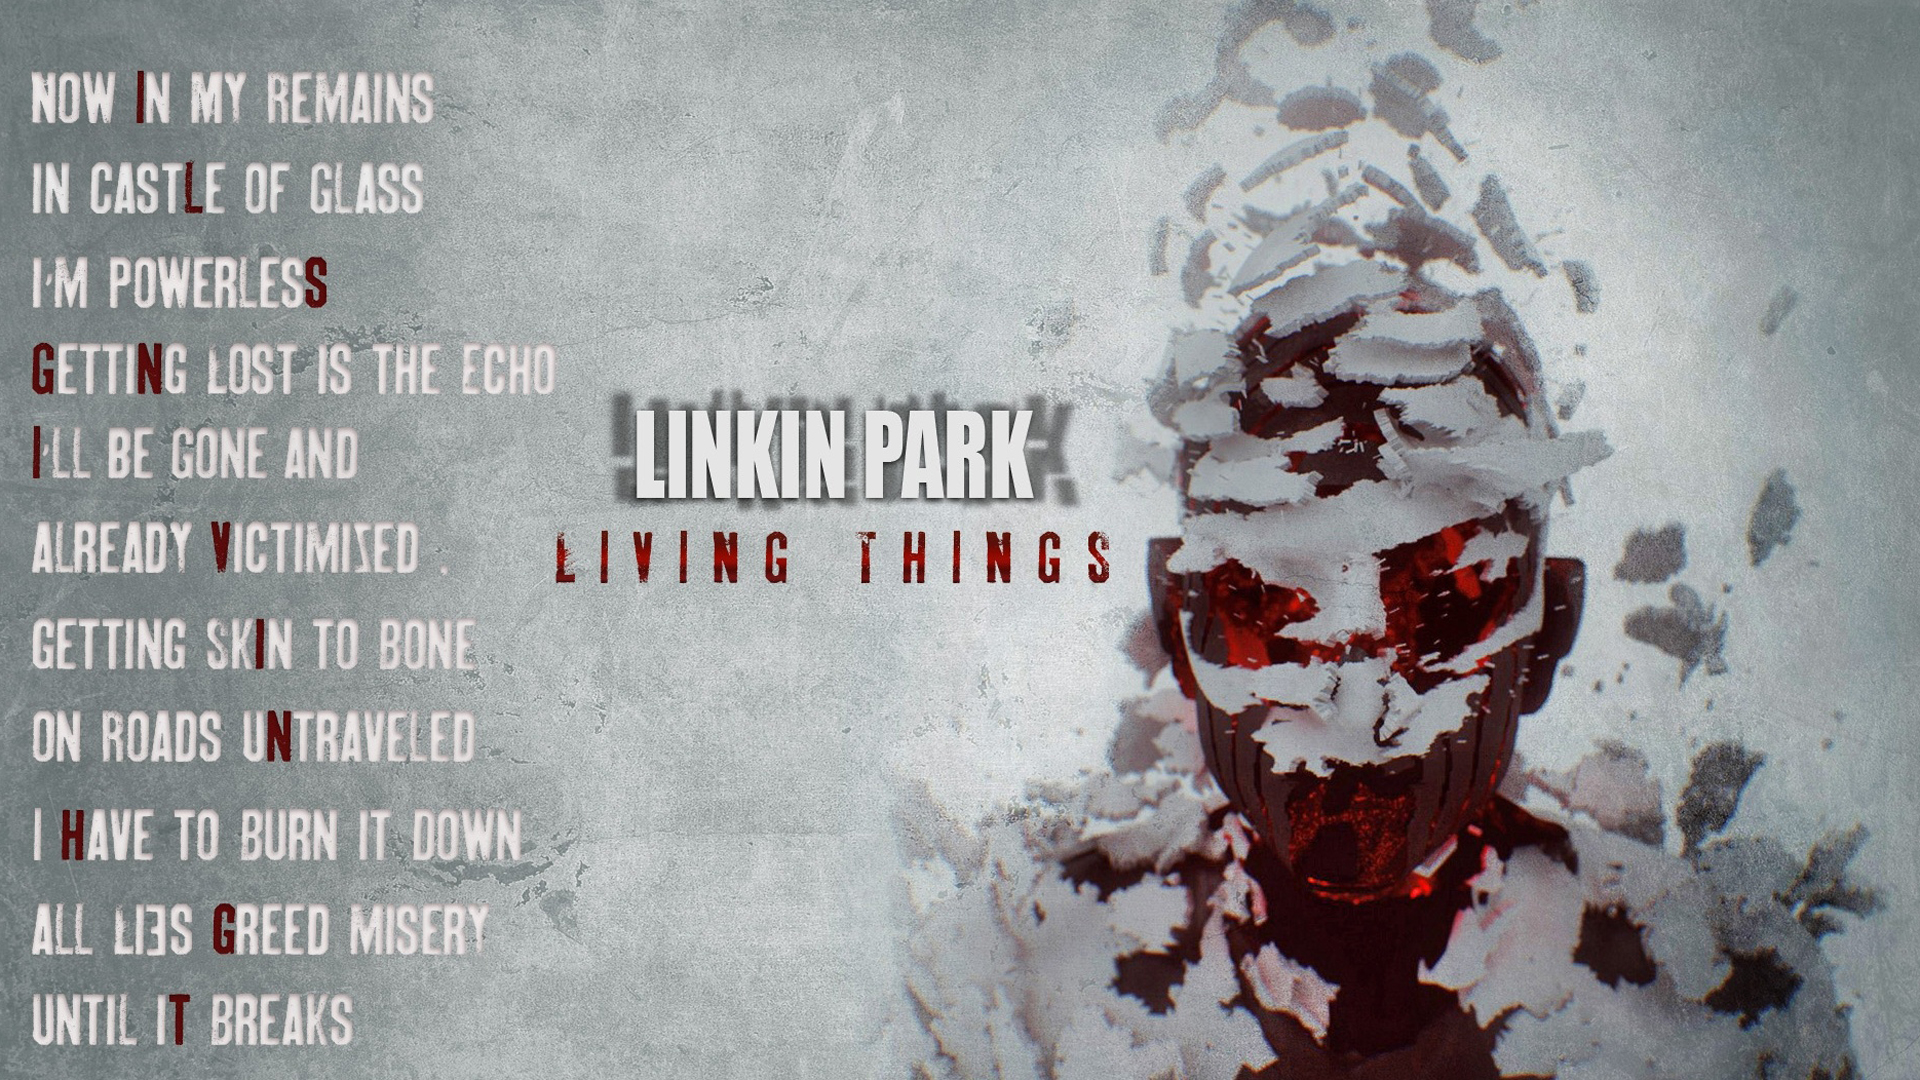 NOW IN MY REMAINS
IN CASTLE OF GLASS
I'M POWERLESS
GETTING LOST IS THE ECHO
I'LL BE GONE AND
ALREADY VICTIMIZED .
GETTING SKIN TO BONE
ON ROADS UNTRAVELED
I HAVE TO BURN IT DOWN
ALL LIƎS GREED MISERY
UNTIL IT BREAKS
LINKIN PARK
LIVING THINGS